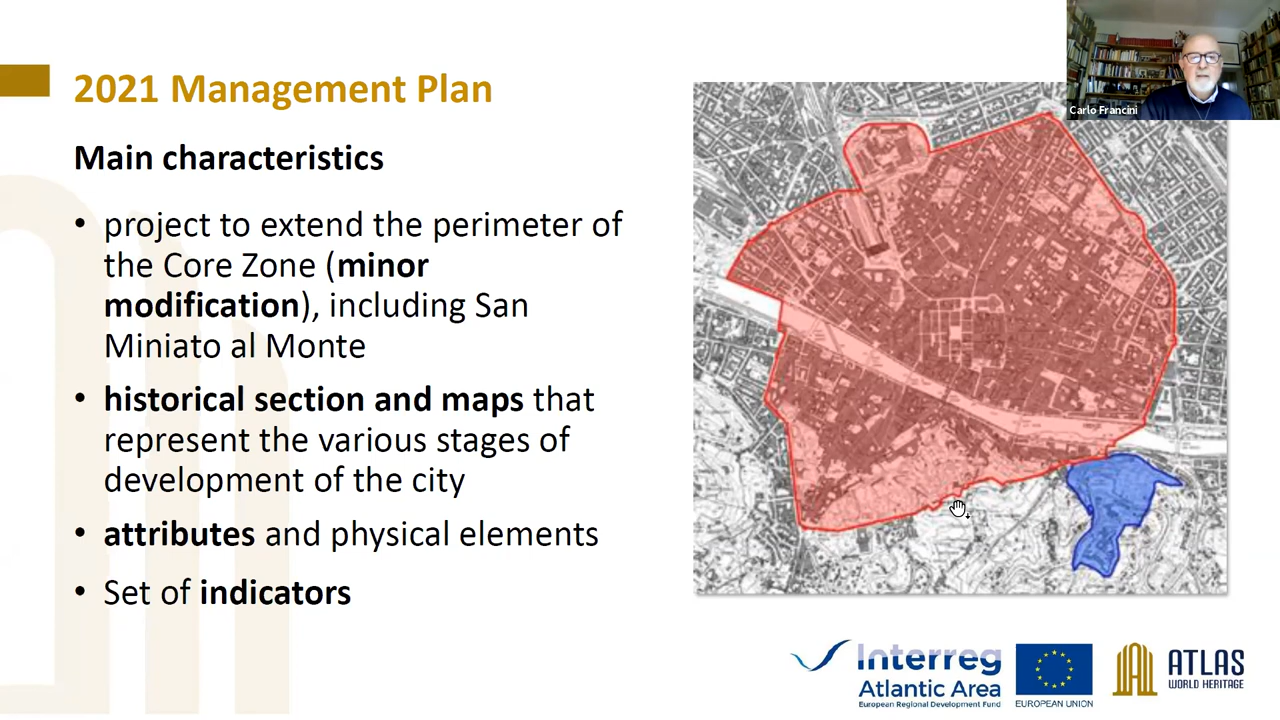 2021 Management Plan
Carlo Francini
Main characteristics
• project to extend the perimeter of
the Core Zone (minor
modification), including San
Miniato al Monte
• historical section and maps that
represent the various stages of
development of the city
• attributes and physical elements
• Set of indicators
Interreg
Atlantic Area
European Regional Development Fund
EUROPEAN UNION
ATLAS
WORLD HERITAGE